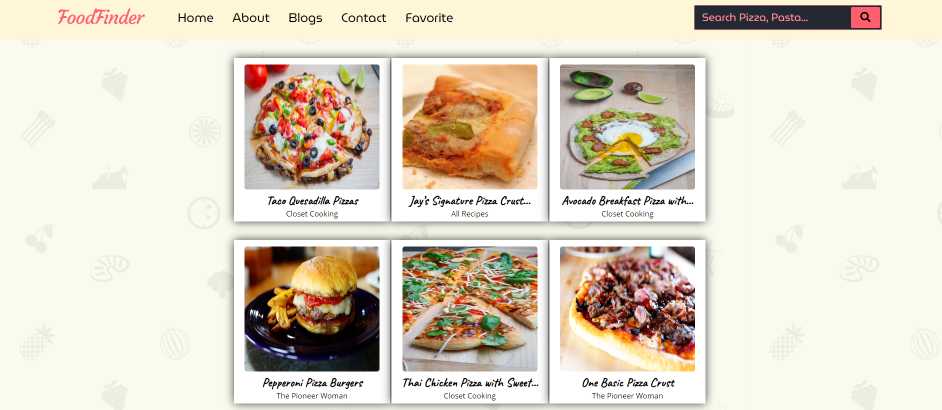 FoodFinder
Home About Blogs Contact Favorite
Search Pizza, Pasta...
Taco Quesadilla Pizzas
Closet Cooking
Jay's Signature Pizza Crust...
All Recipes
Avocado Breakfast Pizza with...
Closet Cooking
Pepperoni Pizza Burgers
The Pioneer Woman
Thai Chicken Pizza with Sweet...
Closet Cooking
One Basic Pizza Crust
The Pioneer Woman